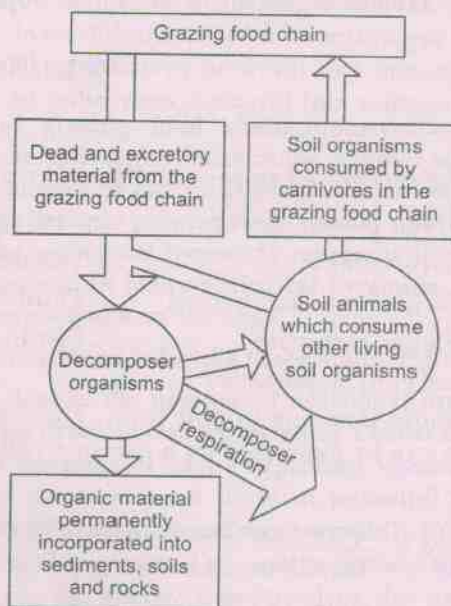 Grazing food chain
Dead and excretory
material from the
grazing food chain
Soil organisms
consumed by
carnivores in the
grazing food chain
Soil animals
which consume
other living
soil organisms
Decomposer
organisms
Decomposer
respiration
Organic material
permanently
incorporated into
sediments, soils
and rocks